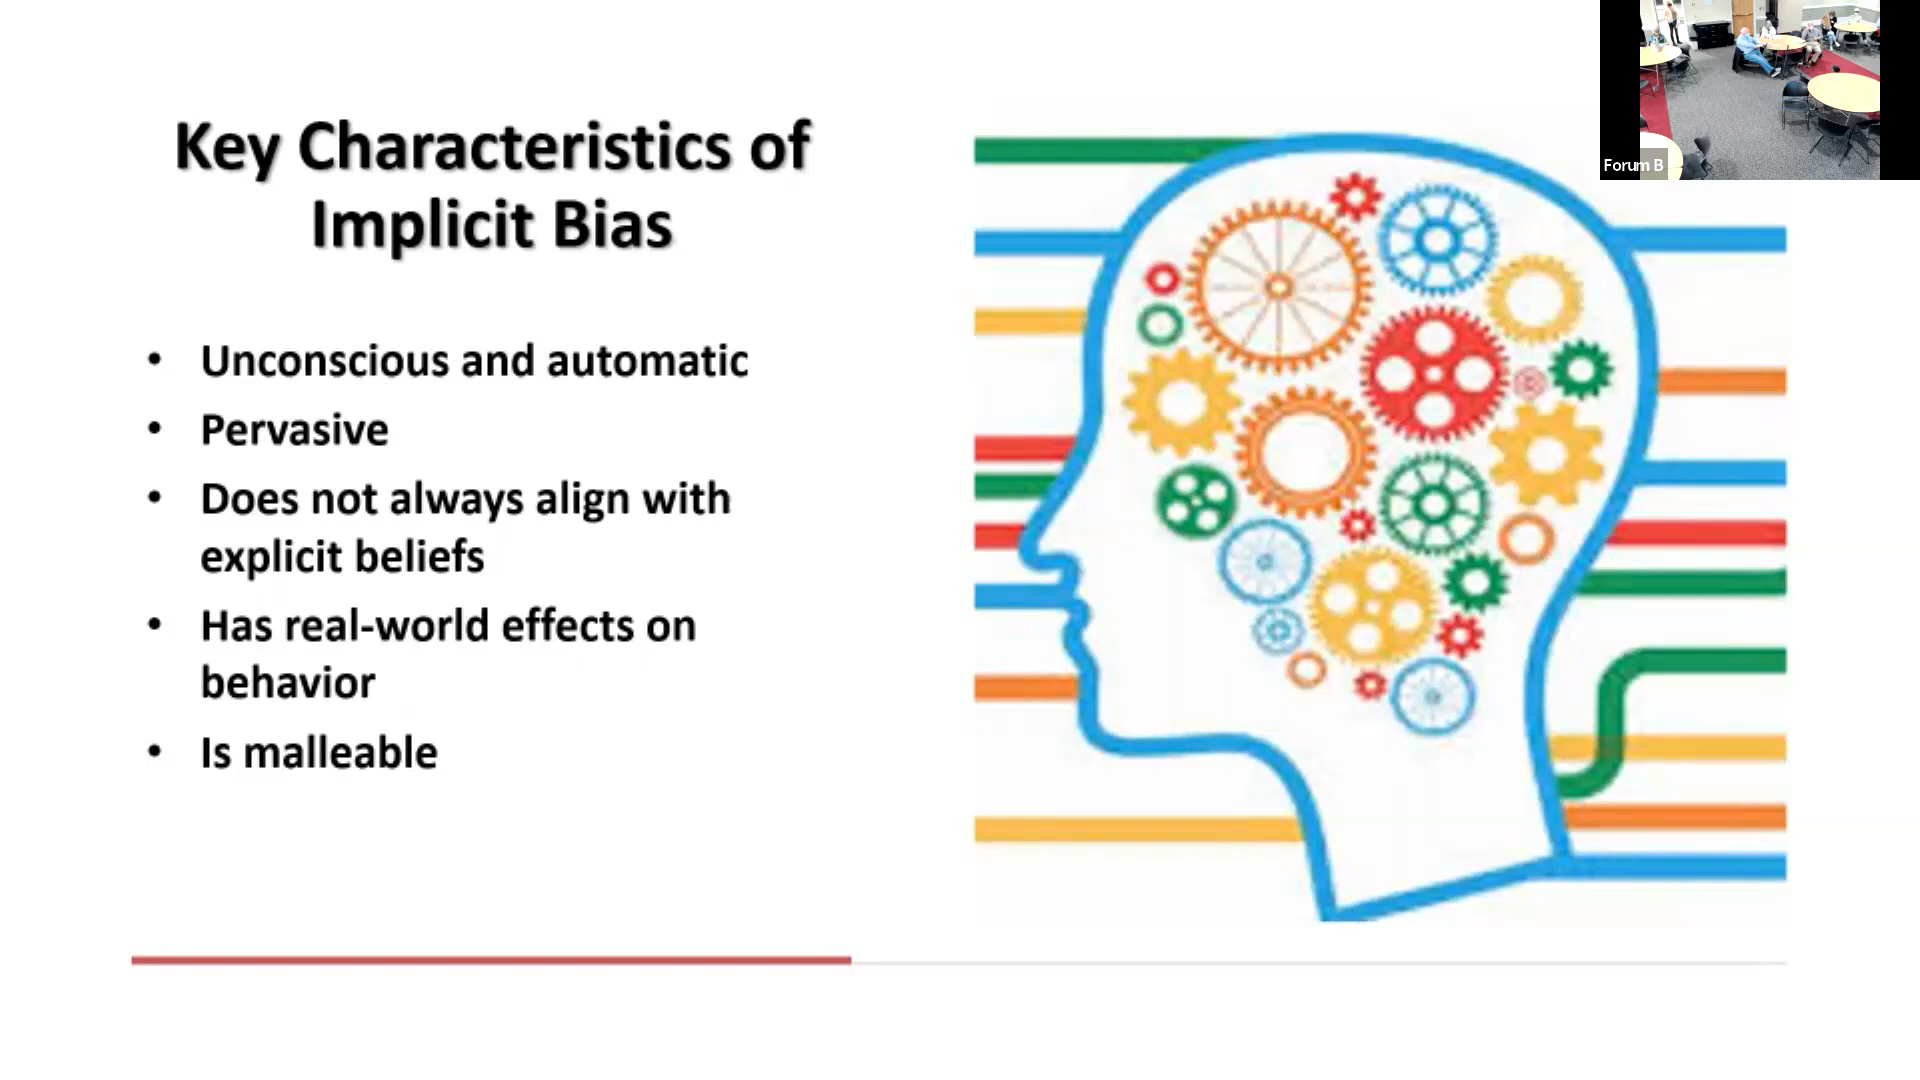 Key Characteristics of
Implicit Bias
• Unconscious and automatic
• Pervasive
• Does not always align with
explicit beliefs
• Has real-world effects on
behavior
• Is malleable
Forum B